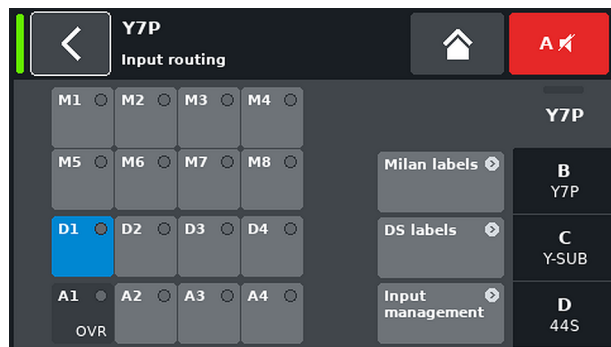 Y7P
Input routing
A
M1 M2 M3 M4
Y7P
M5 M6 M7 M8
Milan labels
B
Y7P
D1 D2 D3 D4
DS labels
C
Y-SUB
A1 A2 A3 A4
OVR
Input
management
D
44S